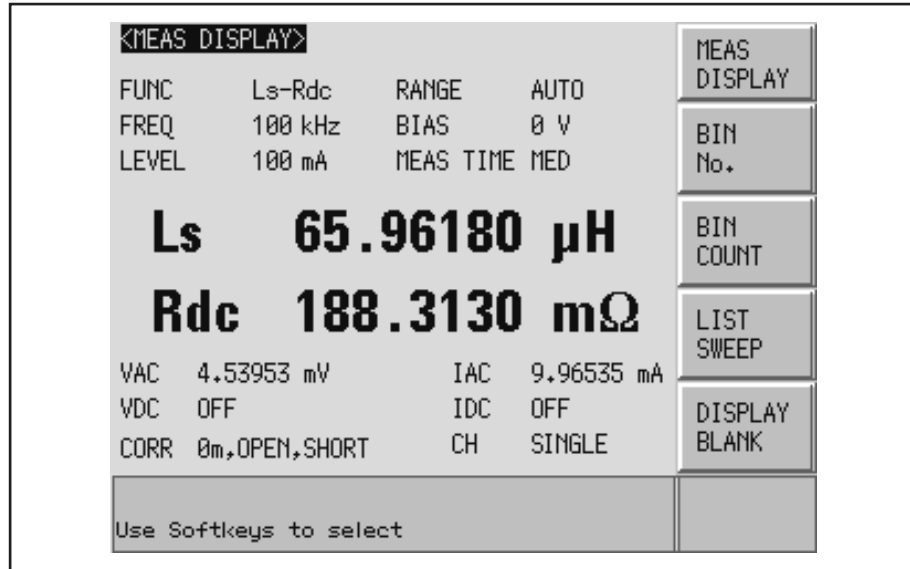 <MEAS DISPLAY>
FUNC Ls-Rdc RANGE AUTO
FREQ 100 kHz BIAS 0 V
LEVEL 100 mA MEAS TIME MED
Ls 65.96180 µH
Rdc 188.3130 mΩ
VAC 4.53953 mV IAC 9.96535 mA
VDC OFF IDC OFF
CORR 0m,OPEN,SHORT CH SINGLE
Use Softkeys to select
MEAS
DISPLAY
BIN
No.
BIN
COUNT
LIST
SWEEP
DISPLAY
BLANK